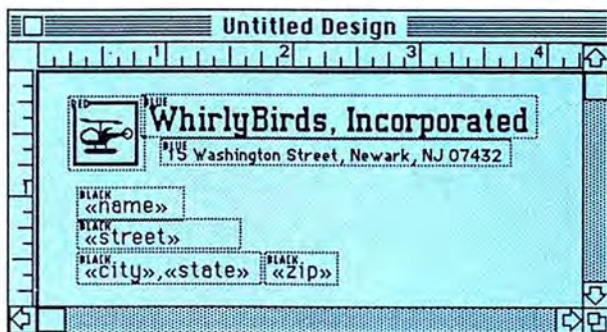 Untitled Design
1 2 3 4
RED
BLUE
WhirlyBirds, Incorporated
BLUE
15 Washington Street, Newark, NJ 07432
1
BLACK
«name»
BLACK
«street»
BLACK BLACK
«city»,«state» «zip»